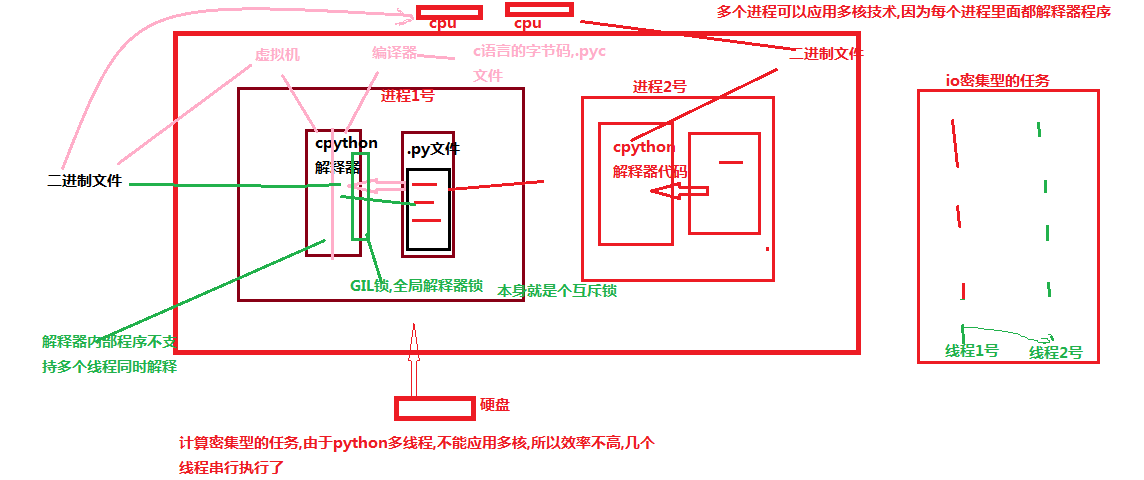 多个进程可以应用多核技术,因为每个进程里面都解释器程序
cpu
cpu
虚拟机
编译器
c语言的字节码,.pyc
文件
二进制文件
进程1号
进程2号
io密集型的任务
cpython
解释器
.py文件
cpython
解释器代码
二进制文件
GIL锁,全局解释器锁
本身就是个互斥锁
解释器内部程序不支
持多个线程同时解释
线程1号
线程2号
硬盘
计算密集型的任务,由于python多线程,不能应用多核,所以效率不高,几个
线程串行执行了